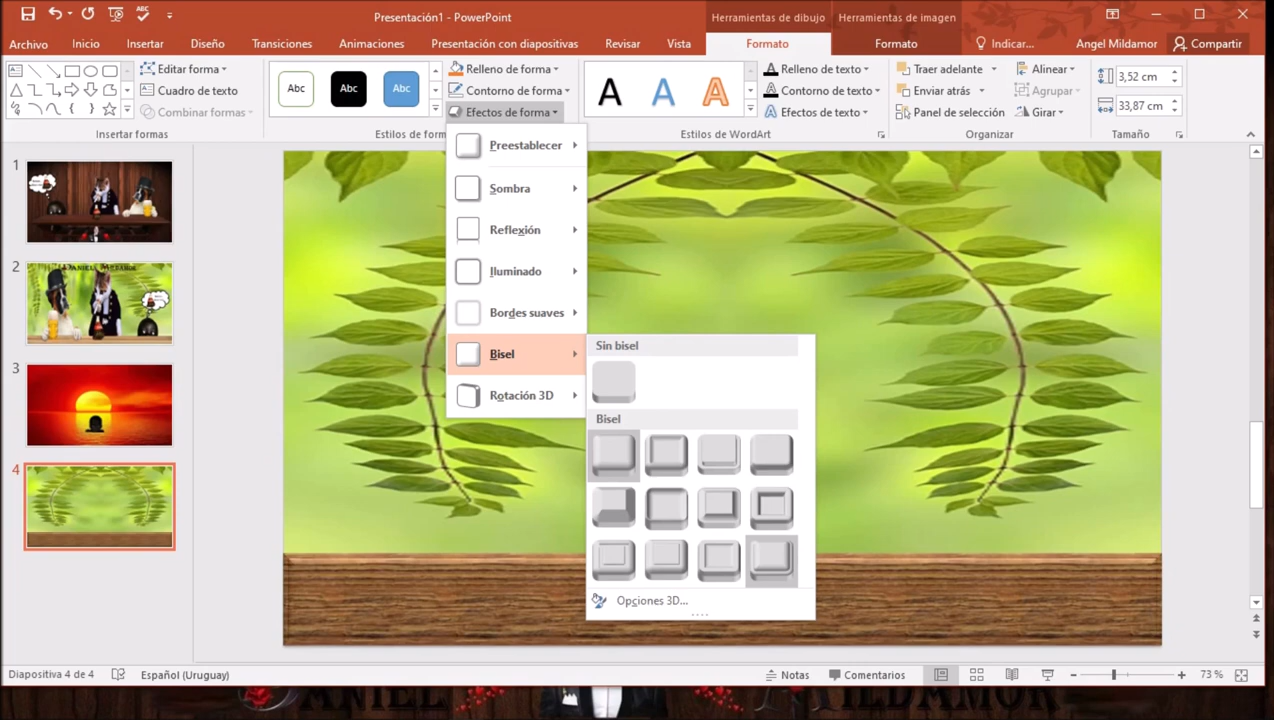 ABC
Presentación1 - PowerPoint
Herramientas de dibujo
Herramientas de imagen
Archivo
Inicio
Insertar
Diseño
Transiciones
Animaciones
Presentación con diapositivas
Revisar
Vista
Formato
Formato
Indicar...
Angel Mildamor
Compartir
Editar forma
Cuadro de texto
Combinar formas
Insertar formas
Abc
Abc
Abc
Estilos de form
Relleno de forma
Contorno de forma
Efectos de forma
A
A
A
Estilos de WordArt
Relleno de texto
Contorno de texto
Efectos de texto
Traer adelante
Enviar atrás
Panel de selección
Alinear
Agrupar
Girar
Organizar
3,52 cm
33,87 cm
Tamaño
Preestablecer
Sombra
Reflexión
Iluminado
Bordes suaves
Bisel
Rotación 3D
Sin bisel
Bisel
Opciones 3D...
1
2
DANIEL MILDAMOR
3
4
Diapositiva 4 de 4
Español (Uruguay)
Notas
Comentarios
73 %
ANIEL
MILDAMOR